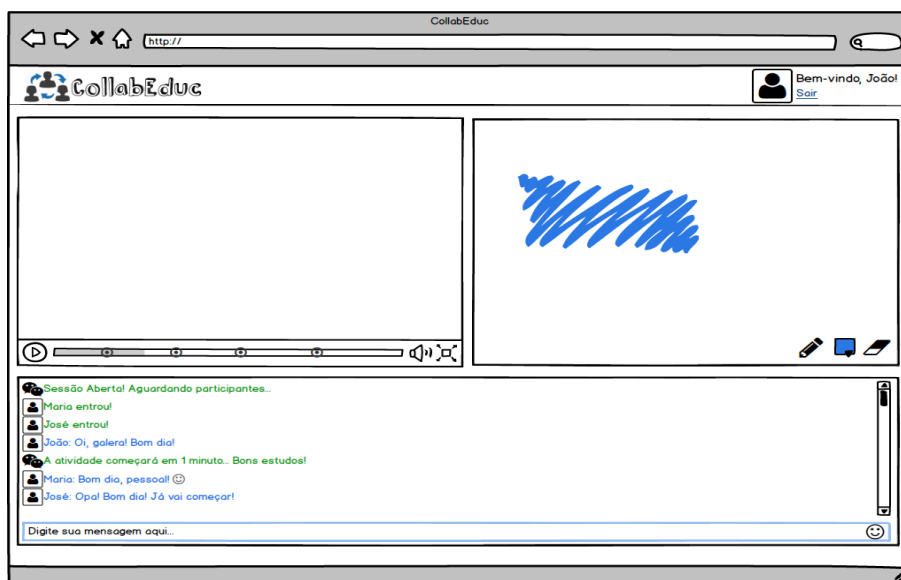 CollabEduc
http://
CollabEduc
Bem-vindo, João!
Sair
Sessão Aberta! Aguardando participantes...
Maria entrou!
José entrou!
João: Oi, galera! Bom dia!
A atividade começará em 1 minuto... Bons estudos!
Maria: Bom dia, pessoal!
José: Opa! Bom dia! Já vai começar!
Digite sua mensagem aqui...